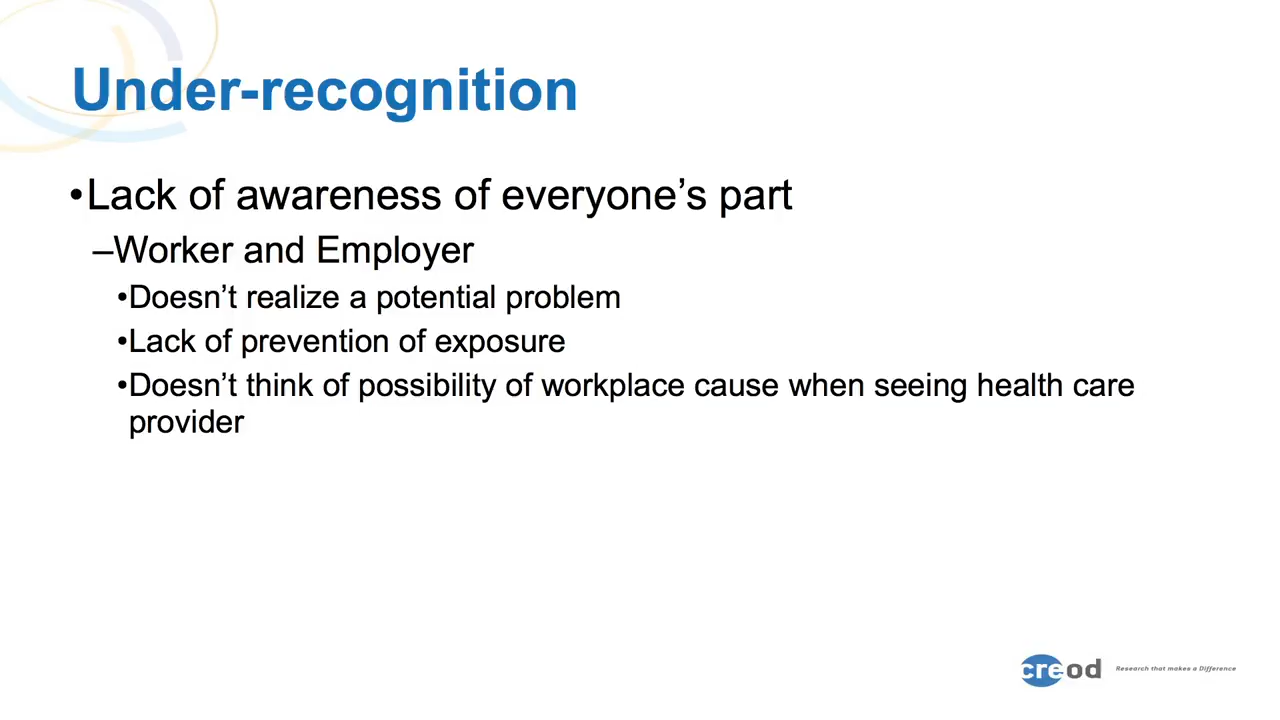 Under-recognition
•Lack of awareness of everyone’s part
–Worker and Employer
•Doesn’t realize a potential problem
•Lack of prevention of exposure
•Doesn’t think of possibility of workplace cause when seeing health care
provider
creod
Research that makes a Difference